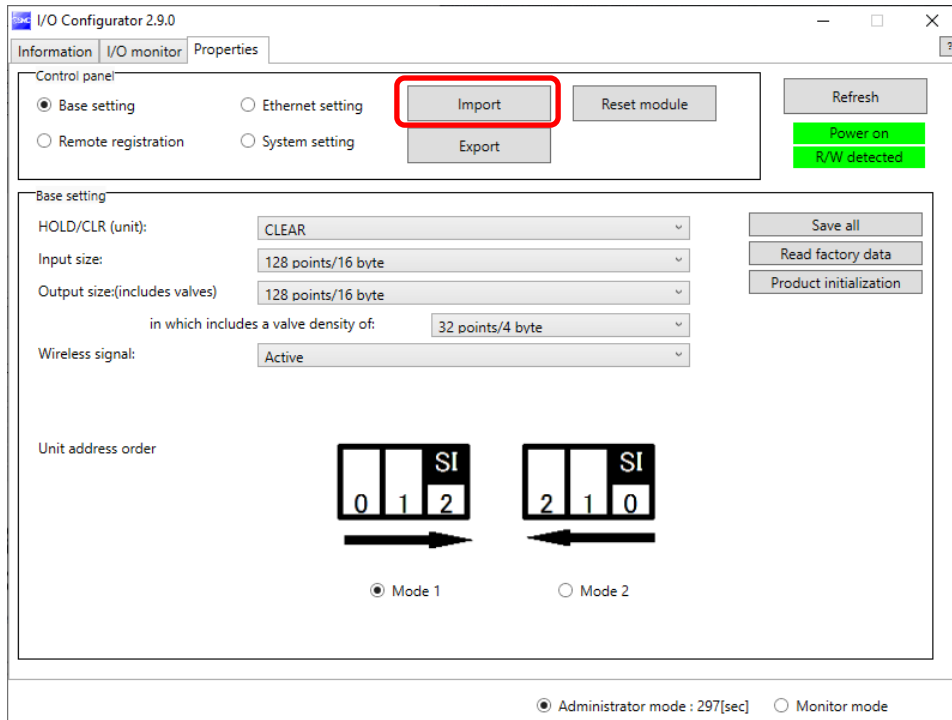 SMC I/O Configurator 2.9.0
Information I/O monitor Properties ?
Control panel
Base setting Ethernet setting Import Reset module Refresh
Remote registration System setting Export Power on
R/W detected
Base setting
HOLD/CLR (unit): CLEAR Save all
Input size: 128 points/16 byte Read factory data
Output size:(includes valves) 128 points/16 byte Product initialization
in which includes a valve density of: 32 points/4 byte
Wireless signal: Active
Unit address order SI SI
0 1 2 2 1 0
Mode 1 Mode 2
Administrator mode : 297[sec] Monitor mode